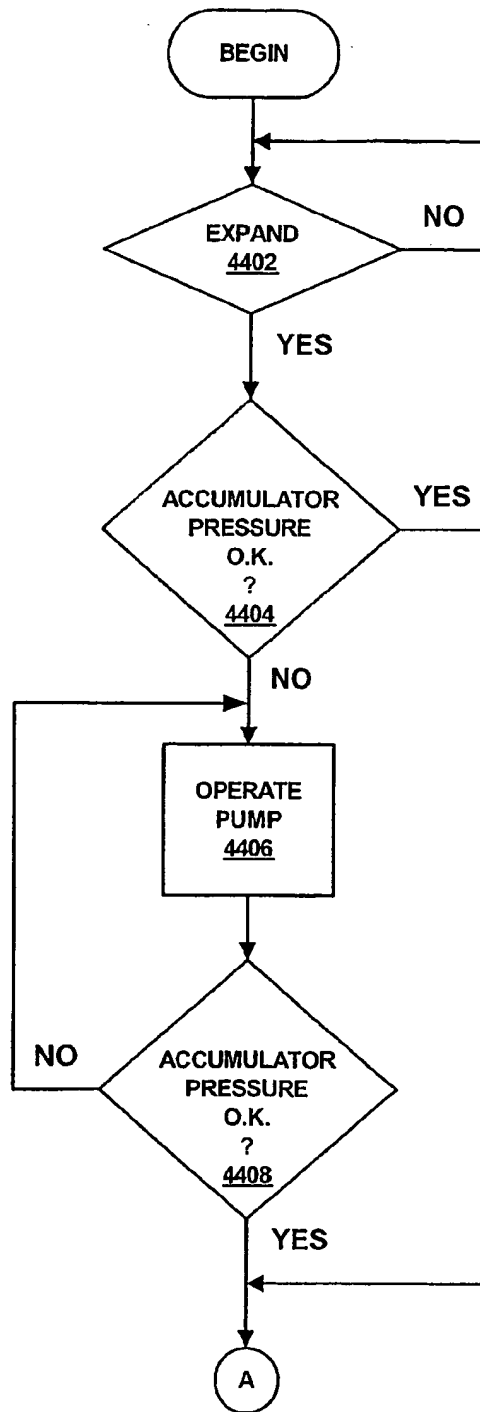 BEGIN
EXPAND
4402
NO
YES
ACCUMULATOR
PRESSURE
O.K.
?
4404
YES
NO
OPERATE
PUMP
4406
ACCUMULATOR
PRESSURE
O.K.
?
4408
NO
YES
A